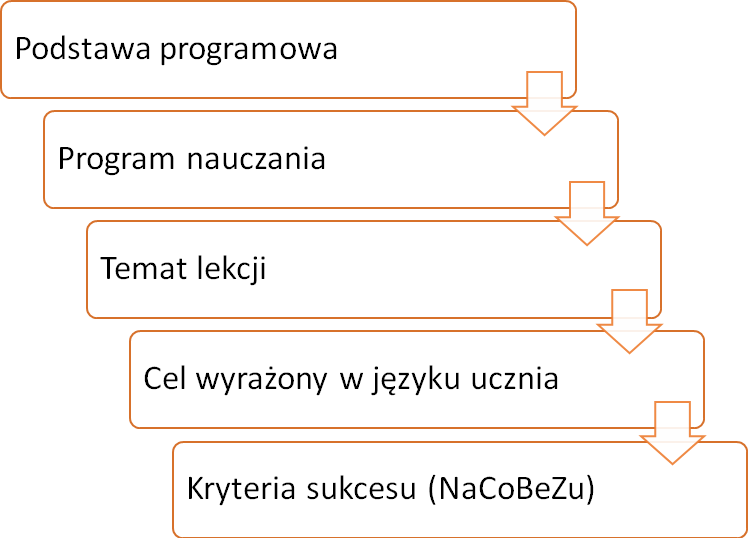 Podstawa programowa
Program nauczania
Temat lekcji
Cel wyrażony w języku ucznia
Kryteria sukcesu (NaCoBeZu)